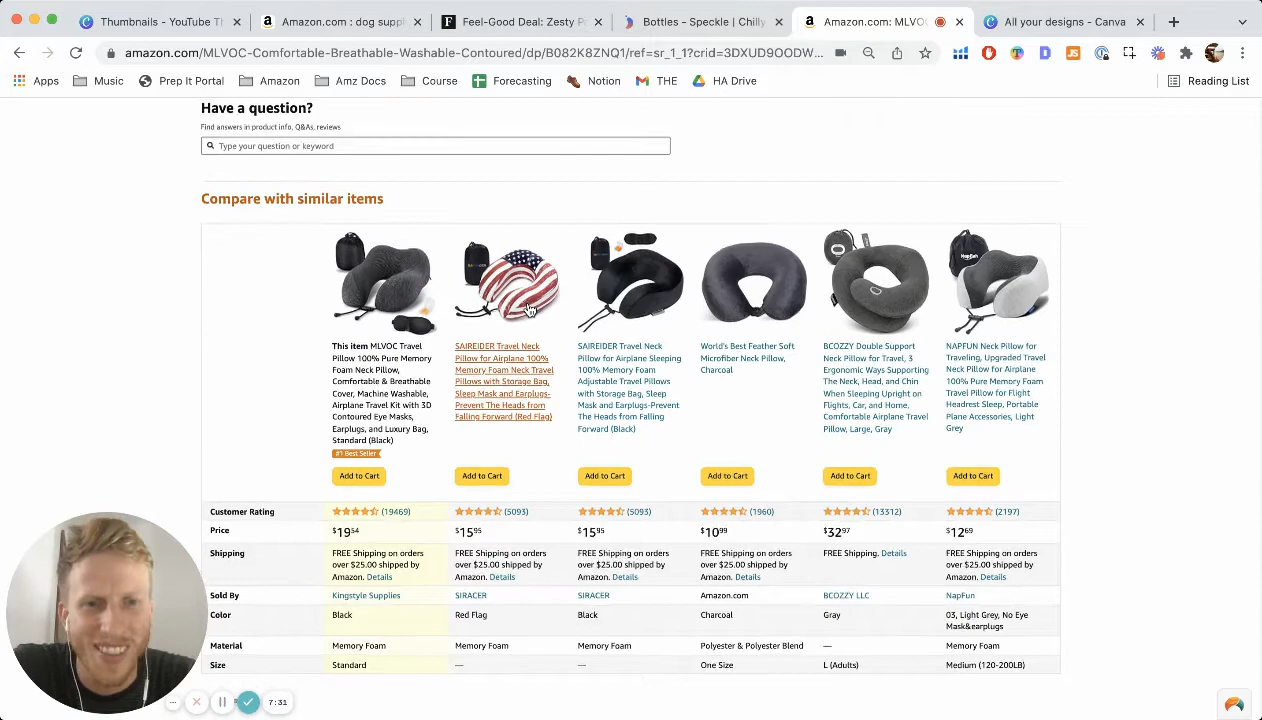 Thumbnails - YouTube Th
Amazon.com : dog suppl
Feel-Good Deal: Zesty P
Bottles - Speckle | Chilly
Amazon.com: MLVOC
All your designs - Canva
amazon.com/MLVOC-Comfortable-Breathable-Washable-Contoured/dp/B082K8ZNQ1/ref=sr_1_1?crid=3DXUD9OODW...
Apps
Music
Prep It Portal
Amazon
Amz Docs
Course
Forecasting
Notion
THE
HA Drive
Reading List
Have a question?
Find answers in product info, Q&As, reviews
Type your question or keyword
Compare with similar items
This item MLVOC Travel
Pillow 100% Pure Memory
Foam Neck Pillow,
Comfortable & Breathable
Cover, Machine Washable,
Airplane Travel Kit with 3D
Contoured Eye Masks,
Earplugs, and Luxury Bag,
Standard (Black)
#1 Best Seller
SAIREIDER Travel Neck
Pillow for Airplane 100%
Memory Foam Neck Travel
Pillows with Storage Bag,
Sleep Mask and Earplugs-
Prevent The Heads from
Falling Forward (Red Flag)
SAIREIDER Travel Neck
Pillow for Airplane Sleeping
100% Memory Foam
Adjustable Travel Pillows
with Storage Bag, Sleep
Mask and Earplugs-Prevent
The Heads from Falling
Forward (Black)
World's Best Feather Soft
Microfiber Neck Pillow,
Charcoal
BCOZZY Double Support
Neck Pillow for Travel, 3
Ergonomic Ways Supporting
The Neck, Head, and Chin
When Sleeping Upright on
Flights, Car, and Home,
Comfortable Airplane Travel
Pillow, Large, Gray
NapFun
NAPFUN Neck Pillow for
Traveling, Upgraded Travel
Neck Pillow for Airplane
100% Pure Memory Foam
Travel Pillow for Flight
Headrest Sleep, Portable
Plane Accessories, Light
Grey
Add to Cart Add to Cart Add to Cart Add to Cart Add to Cart Add to Cart
Customer Rating (19469) (5093) (5093) (1960) (13312) (2197)
Price $1954 $1595 $1595 $1099 $3297 $1269
Shipping
FREE Shipping on orders
over $25.00 shipped by
Amazon. Details
FREE Shipping on orders
over $25.00 shipped by
Amazon. Details
FREE Shipping on orders
over $25.00 shipped by
Amazon. Details
FREE Shipping on orders
over $25.00 shipped by
Amazon. Details
FREE Shipping. Details
FREE Shipping on orders
over $25.00 shipped by
Amazon. Details
Sold By Kingstyle Supplies SIRACER SIRACER Amazon.com BCOZZY LLC NapFun
Color Black Red Flag Black Charcoal Gray 03, Light Grey, No Eye
Mask&earplugs
Material Memory Foam Memory Foam Memory Foam Polyester & Polyester Blend — Memory Foam
Size Standard — — One Size L (Adults) Medium (120-200LB)
7:31